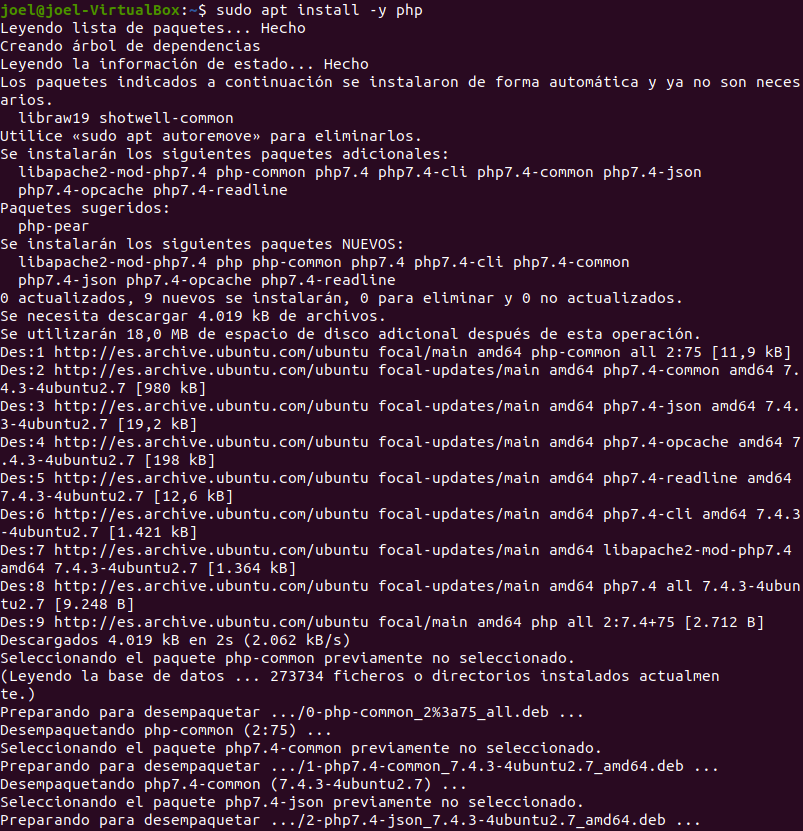 joel@joel-VirtualBox:~$ sudo apt install -y php
Leyendo lista de paquetes... Hecho
Creando árbol de dependencias
Leyendo la información de estado... Hecho
Los paquetes indicados a continuación se instalaron de forma automática y ya no son neces
arios.
  libraw19 shotwell-common
Utilice «sudo apt autoremove» para eliminarlos.
Se instalarán los siguientes paquetes adicionales:
  libapache2-mod-php7.4 php-common php7.4 php7.4-cli php7.4-common php7.4-json
  php7.4-opcache php7.4-readline
Paquetes sugeridos:
  php-pear
Se instalarán los siguientes paquetes NUEVOS:
  libapache2-mod-php7.4 php php-common php7.4 php7.4-cli php7.4-common
  php7.4-json php7.4-opcache php7.4-readline
0 actualizados, 9 nuevos se instalarán, 0 para eliminar y 0 no actualizados.
Se necesita descargar 4.019 kB de archivos.
Se utilizarán 18,0 MB de espacio de disco adicional después de esta operación.
Des:1 http://es.archive.ubuntu.com/ubuntu focal/main amd64 php-common all 2:75 [11,9 kB]
Des:2 http://es.archive.ubuntu.com/ubuntu focal-updates/main amd64 php7.4-common amd64 7.
4.3-4ubuntu2.7 [980 kB]
Des:3 http://es.archive.ubuntu.com/ubuntu focal-updates/main amd64 php7.4-json amd64 7.4.
3-4ubuntu2.7 [19,2 kB]
Des:4 http://es.archive.ubuntu.com/ubuntu focal-updates/main amd64 php7.4-opcache amd64 7
.4.3-4ubuntu2.7 [198 kB]
Des:5 http://es.archive.ubuntu.com/ubuntu focal-updates/main amd64 php7.4-readline amd64
7.4.3-4ubuntu2.7 [12,6 kB]
Des:6 http://es.archive.ubuntu.com/ubuntu focal-updates/main amd64 php7.4-cli amd64 7.4.3
-4ubuntu2.7 [1.421 kB]
Des:7 http://es.archive.ubuntu.com/ubuntu focal-updates/main amd64 libapache2-mod-php7.4
amd64 7.4.3-4ubuntu2.7 [1.364 kB]
Des:8 http://es.archive.ubuntu.com/ubuntu focal-updates/main amd64 php7.4 all 7.4.3-4ubun
tu2.7 [9.248 B]
Des:9 http://es.archive.ubuntu.com/ubuntu focal/main amd64 php all 2:7.4+75 [2.712 B]
Descargados 4.019 kB en 2s (2.062 kB/s)
Seleccionando el paquete php-common previamente no seleccionado.
(Leyendo la base de datos ... 273734 ficheros o directorios instalados actualmen
te.)
Preparando para desempaquetar .../0-php-common_2%3a75_all.deb ...
Desempaquetando php-common (2:75) ...
Seleccionando el paquete php7.4-common previamente no seleccionado.
Preparando para desempaquetar .../1-php7.4-common_7.4.3-4ubuntu2.7_amd64.deb ...
Desempaquetando php7.4-common (7.4.3-4ubuntu2.7) ...
Seleccionando el paquete php7.4-json previamente no seleccionado.
Preparando para desempaquetar .../2-php7.4-json_7.4.3-4ubuntu2.7_amd64.deb ...